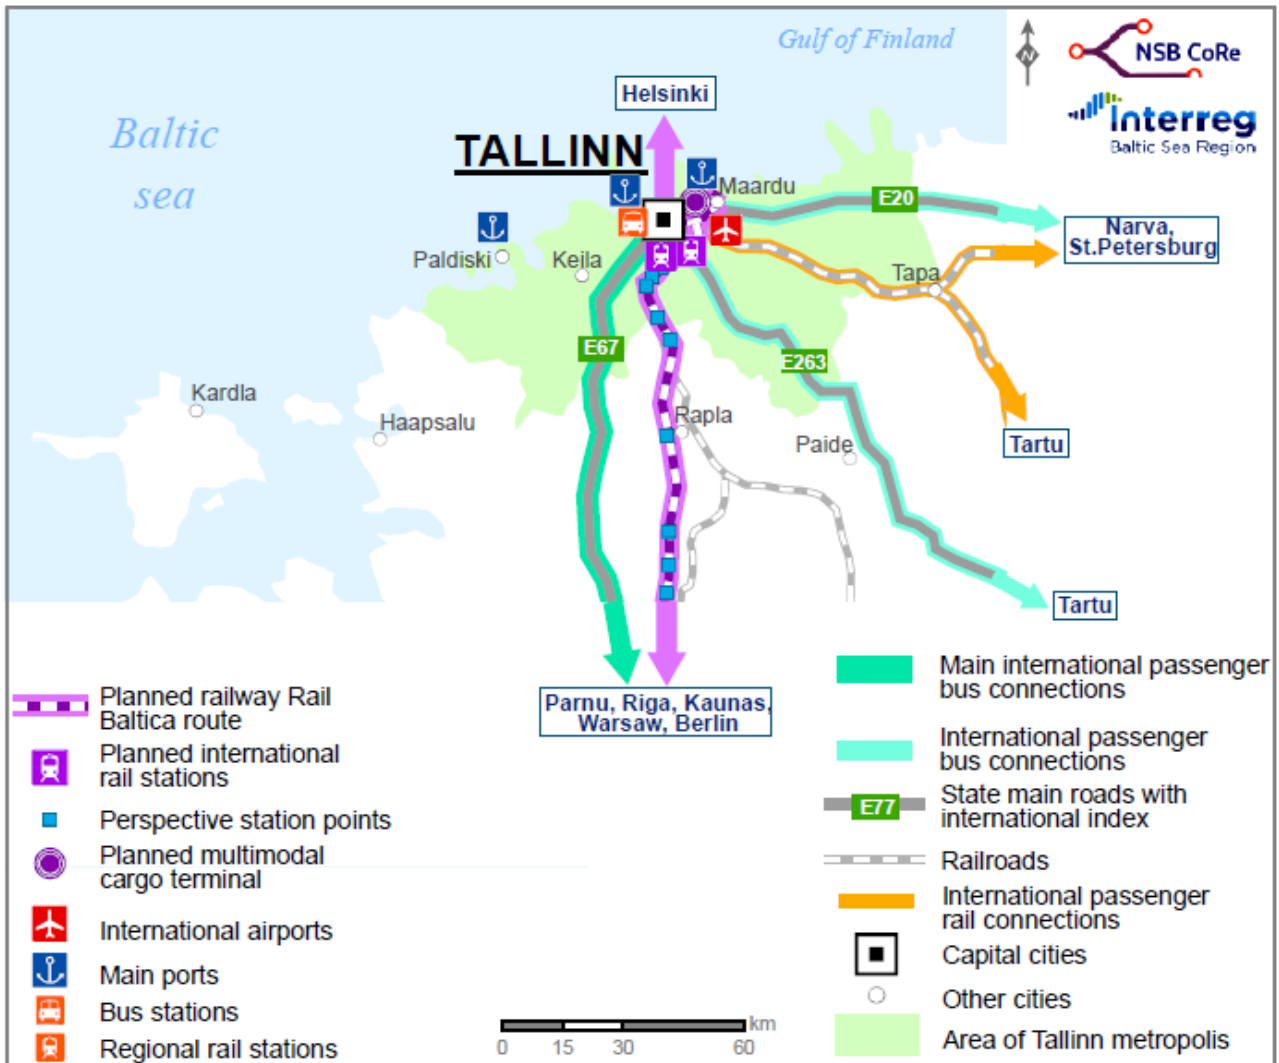 Gulf of Finland
NSB CoRe
Interreg
Baltic Sea Region
Helsinki
Baltic
sea
TALLINN
Maardu
E20
Narva,
St.Petersburg
Paldiski
Keila
Tapa
E67
E263
Kardla
Haapsalu
Rapla
Paide
Tartu
Tartu
Parnu, Riga, Kaunas,
Warsaw, Berlin
Planned railway Rail
Baltica route
Planned international
rail stations
Perspective station points
Planned multimodal
cargo terminal
International airports
Main ports
Bus stations
Regional rail stations
km
0 15 30 60
Main international passenger
bus connections
International passenger
bus connections
E77
State main roads with
international index
Railroads
International passenger
rail connections
Capital cities
Other cities
Area of Tallinn metropolis
N